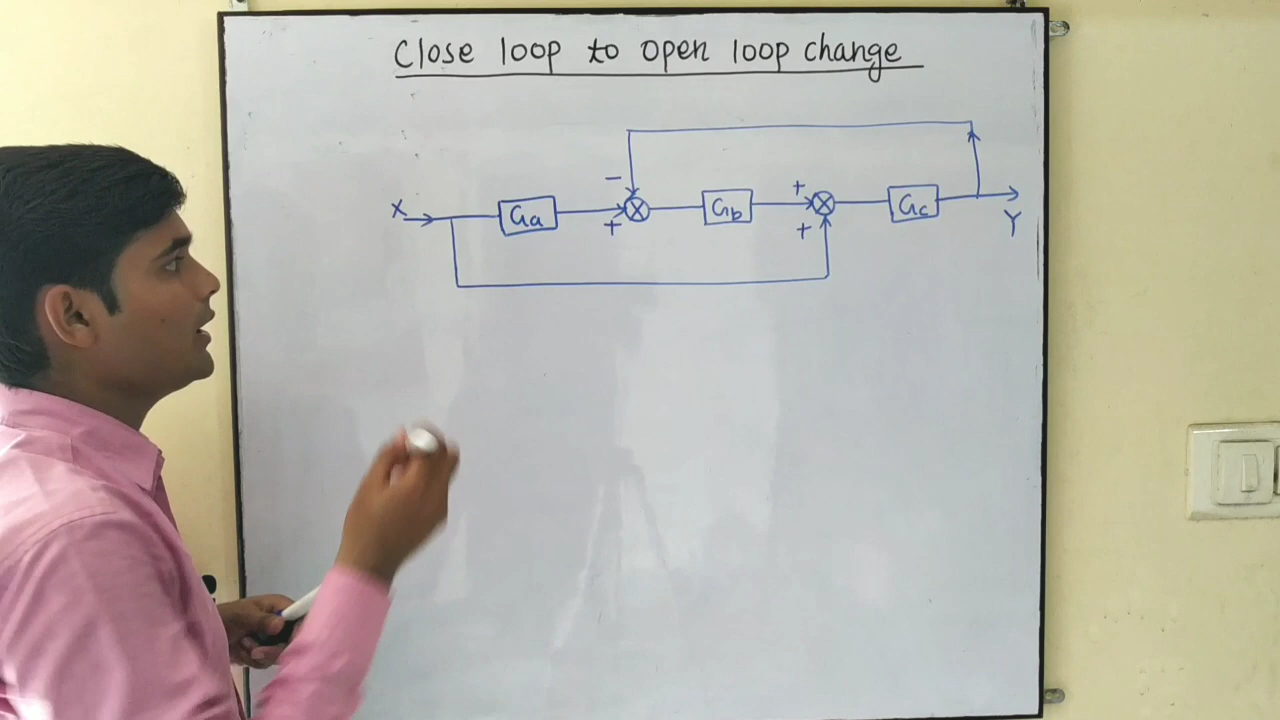 Close loop to open loop change
-
X Ga + Gb + + Gc Y